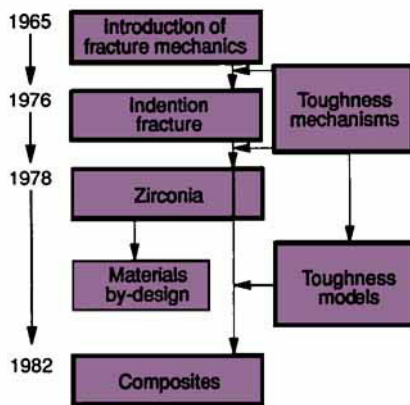 1965
Introduction of
fracture mechanics
1976
Indention
fracture
Toughness
mechanisms
1978
Zirconia
Materials
by-design
Toughness
models
1982
Composites